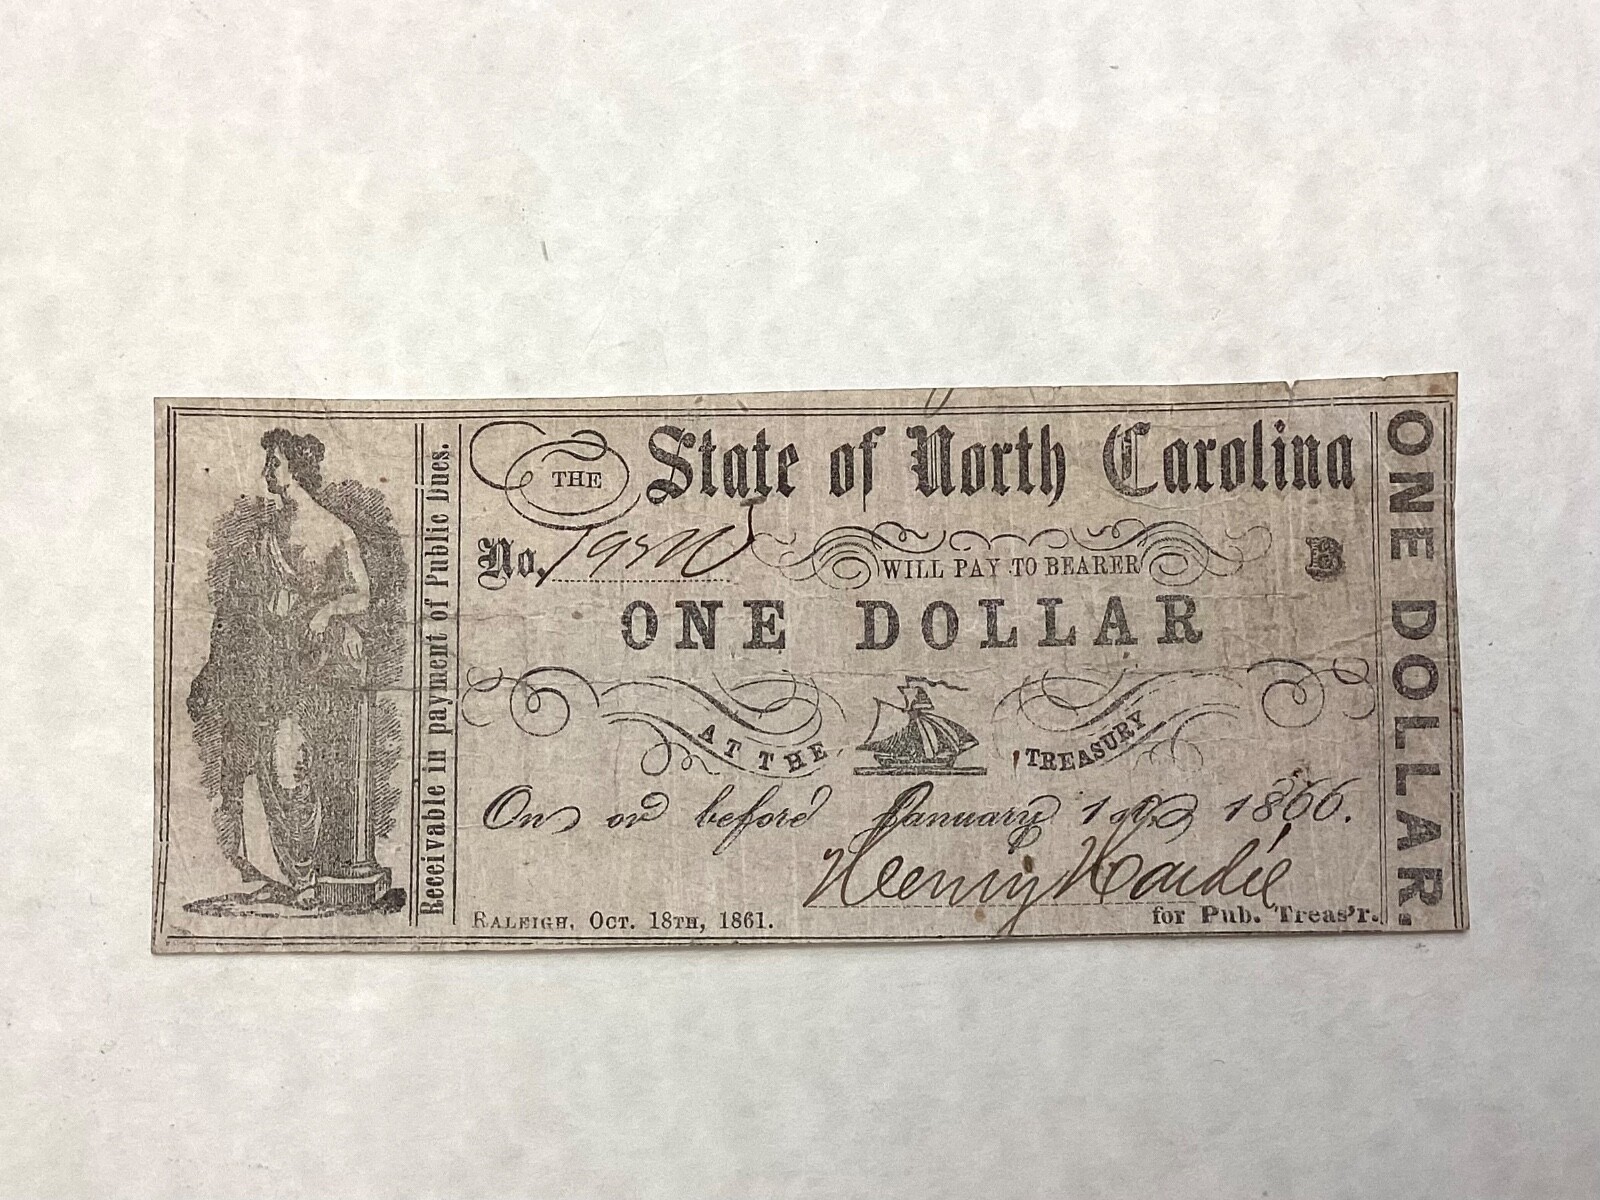 THE State of North Carolina
No.
WILL PAY TO BEARER
B
ONE DOLLAR
AT THE TREASURY
On or before January 1st 1866.
Henry Hardie
for Pub. Treas'r.
RALEIGH, OCT. 18TH, 1861.
Receivable in payment of Public Dues.
ONE DOLLAR.